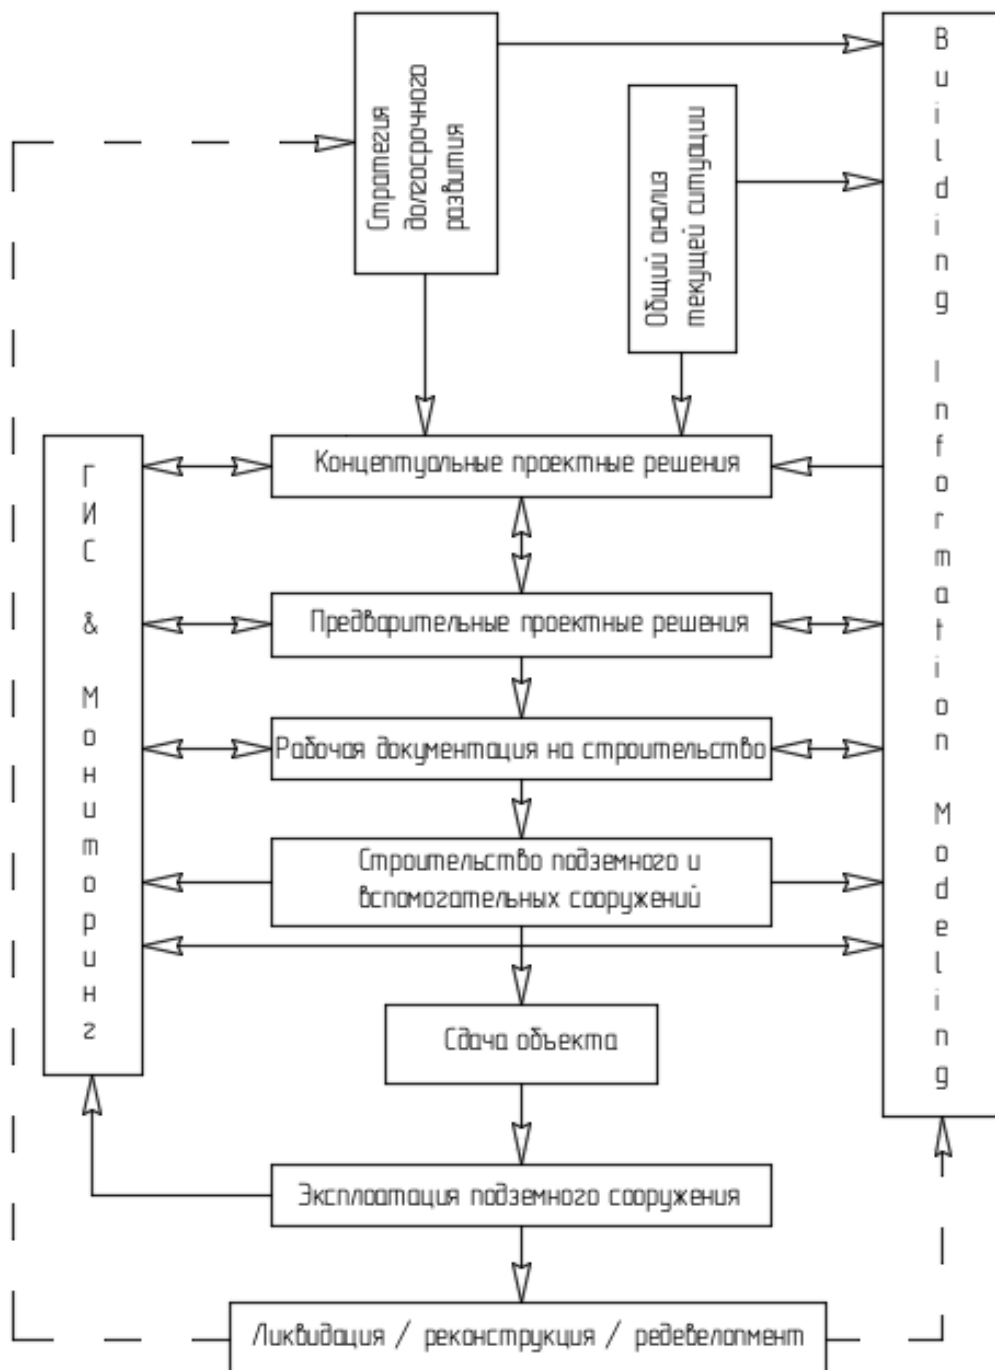 Стратегия
долгосрочного
развития
Общий анализ
текущей ситуации
Building Information Modeling
ГИС & Мониторинг
Концептуальные проектные решения
Предварительные проектные решения
Рабочая документация на строительство
Строительство подземного и
вспомогательных сооружений
Сдача объекта
Эксплоатация подземного сооружения
Ликвидация / реконструкция / редевелопмент